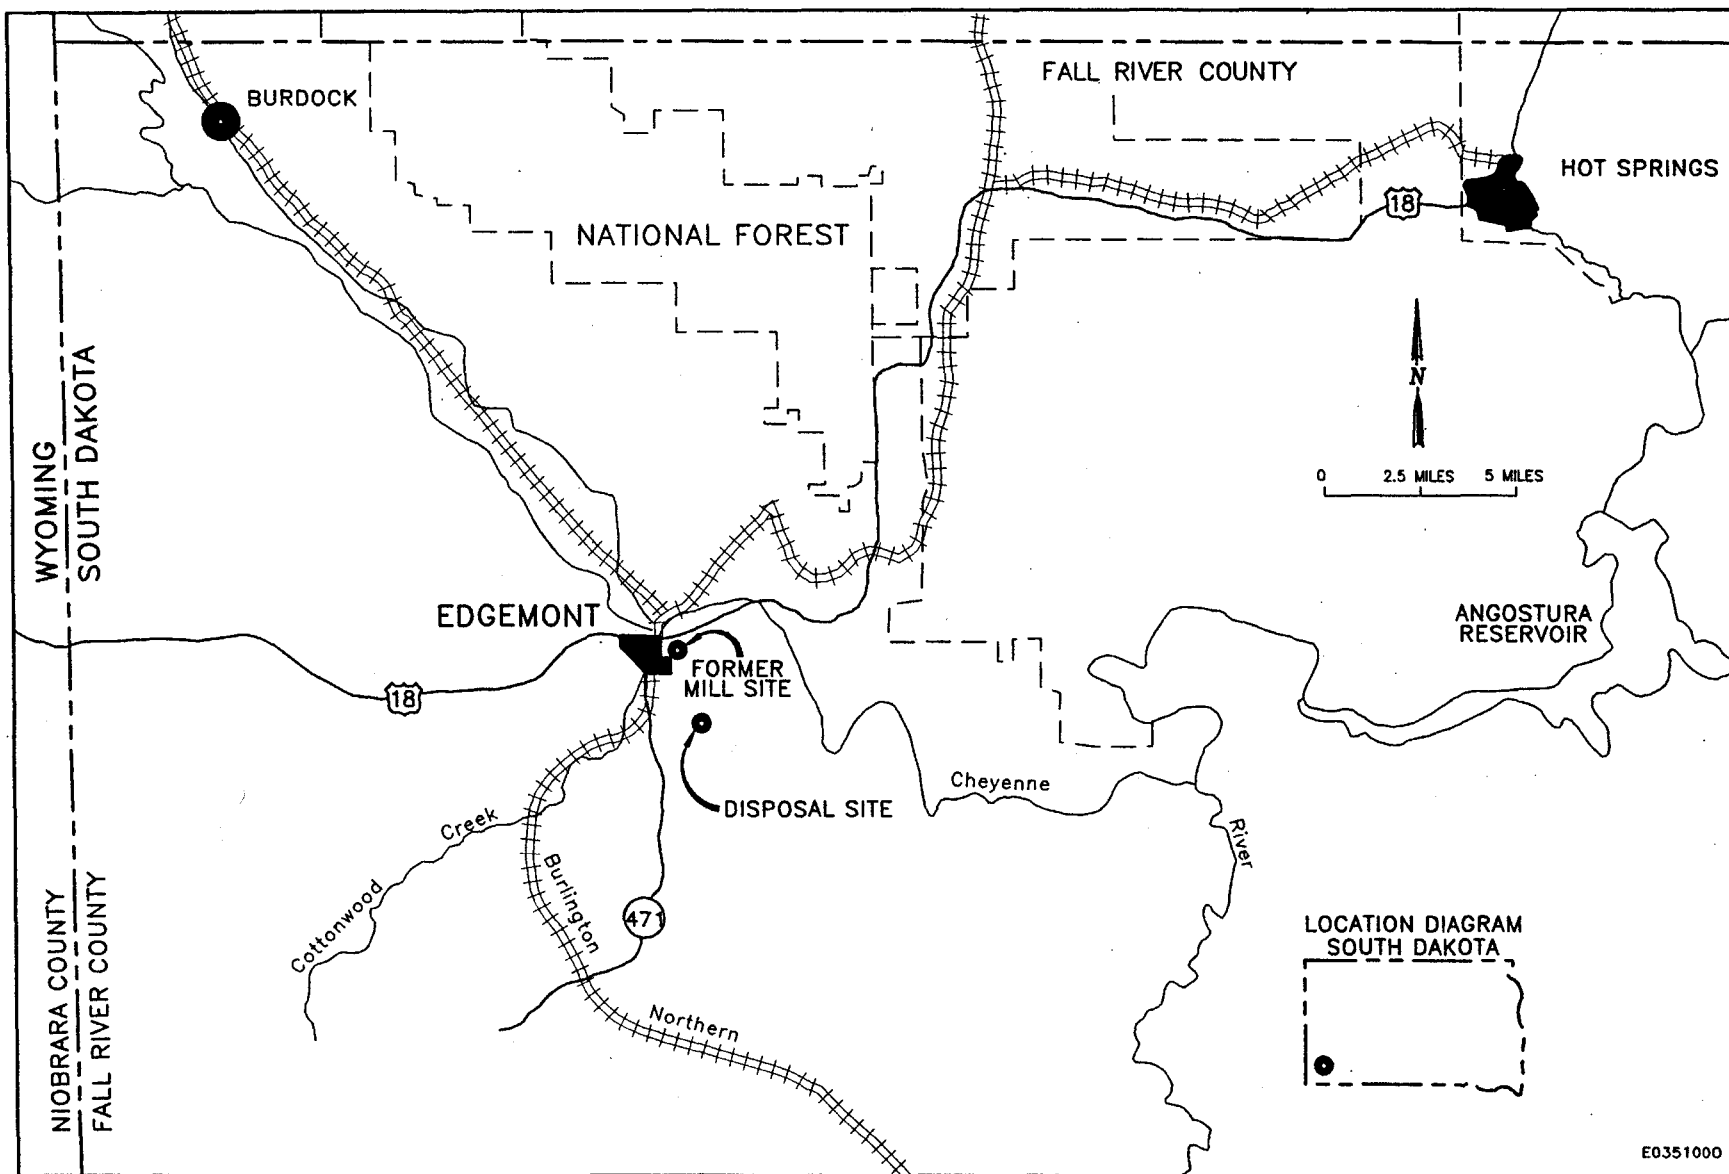 BURDOCK
FALL RIVER COUNTY
HOT SPRINGS
18
NATIONAL FOREST
N
0 2.5 MILES 5 MILES
WYOMING
SOUTH DAKOTA
EDGEMONT
FORMER
MILL SITE
18
ANGOSTURA
RESERVOIR
DISPOSAL SITE
Cheyenne
River
Cottonwood
Creek
Burlington
Northern
471
NIOBRARA COUNTY
FALL RIVER COUNTY
LOCATION DIAGRAM
SOUTH DAKOTA
E0351000